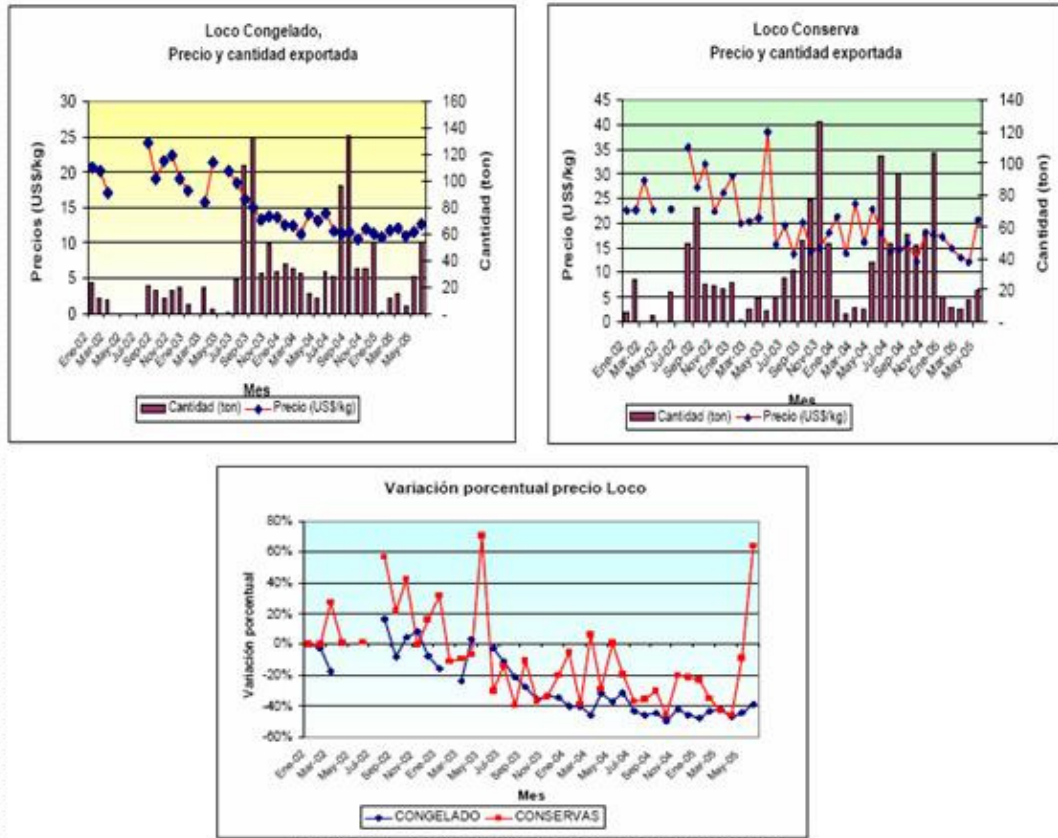 Loco Congelado,
Precio y cantidad exportada
30
25
20
15
10
5
0
160
140
120
100
80
60
40
20
-
Precios (US$/kg)
Cantidad (ton)
Ene-02
Mar-02
May-02
Jul-02
Sep-02
Nov-02
Ene-03
Mar-03
May-03
Jul-03
Sep-03
Nov-03
Ene-04
Mar-04
May-04
Jul-04
Sep-04
Nov-04
Ene-05
Mar-05
May-05
Mes
Cantidad (ton) Precio (US$/kg)
Loco Conserva
Precio y cantidad exportada
45
40
35
30
25
20
15
10
5
0
140
120
100
80
60
40
20
-
Precio (US$/kg)
Cantidad (ton)
Ene-02
Mar-02
May-02
Jul-02
Sep-02
Nov-02
Ene-03
Mar-03
May-03
Jul-03
Sep-03
Nov-03
Ene-04
Mar-04
May-04
Jul-04
Sep-04
Nov-04
Ene-05
Mar-05
May-05
Mes
Cantidad (ton) Precio (US$/kg)
Variación porcentual precio Loco
80%
60%
40%
20%
0%
-20%
-40%
-60%
Variación porcentual
Ene-02
Mar-02
May-02
Jul-02
Sep-02
Nov-02
Ene-03
Mar-03
May-03
Jul-03
Sep-03
Nov-03
Ene-04
Mar-04
May-04
Jul-04
Sep-04
Nov-04
Ene-05
Mar-05
May-05
Mes
CONGELADO CONSERVAS